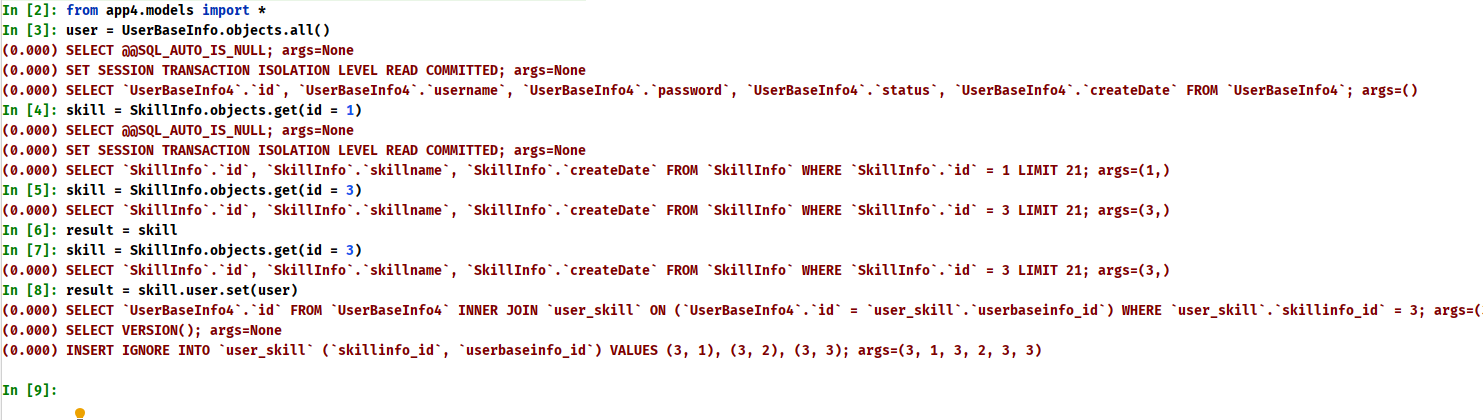 In [2]: from app4.models import *
In [3]: user = UserBaseInfo.objects.all()
(0.000) SELECT @@SQL_AUTO_IS_NULL; args=None
(0.000) SET SESSION TRANSACTION ISOLATION LEVEL READ COMMITTED; args=None
(0.000) SELECT `UserBaseInfo4`.`id`, `UserBaseInfo4`.`username`, `UserBaseInfo4`.`password`, `UserBaseInfo4`.`status`, `UserBaseInfo4`.`createDate` FROM `UserBaseInfo4`; args=()
In [4]: skill = SkillInfo.objects.get(id = 1)
(0.000) SELECT @@SQL_AUTO_IS_NULL; args=None
(0.000) SET SESSION TRANSACTION ISOLATION LEVEL READ COMMITTED; args=None
(0.000) SELECT `SkillInfo`.`id`, `SkillInfo`.`skillname`, `SkillInfo`.`createDate` FROM `SkillInfo` WHERE `SkillInfo`.`id` = 1 LIMIT 21; args=(1,)
In [5]: skill = SkillInfo.objects.get(id = 3)
(0.000) SELECT `SkillInfo`.`id`, `SkillInfo`.`skillname`, `SkillInfo`.`createDate` FROM `SkillInfo` WHERE `SkillInfo`.`id` = 3 LIMIT 21; args=(3,)
In [6]: result = skill
In [7]: skill = SkillInfo.objects.get(id = 3)
(0.000) SELECT `SkillInfo`.`id`, `SkillInfo`.`skillname`, `SkillInfo`.`createDate` FROM `SkillInfo` WHERE `SkillInfo`.`id` = 3 LIMIT 21; args=(3,)
In [8]: result = skill.user.set(user)
(0.000) SELECT `UserBaseInfo4`.`id` FROM `UserBaseInfo4` INNER JOIN `user_skill` ON (`UserBaseInfo4`.`id` = `user_skill`.`userbaseinfo_id`) WHERE `user_skill`.`skillinfo_id` = 3; args=(
(0.000) SELECT VERSION(); args=None
(0.000) INSERT IGNORE INTO `user_skill` (`skillinfo_id`, `userbaseinfo_id`) VALUES (3, 1), (3, 2), (3, 3); args=(3, 1, 3, 2, 3, 3)
In [9]: